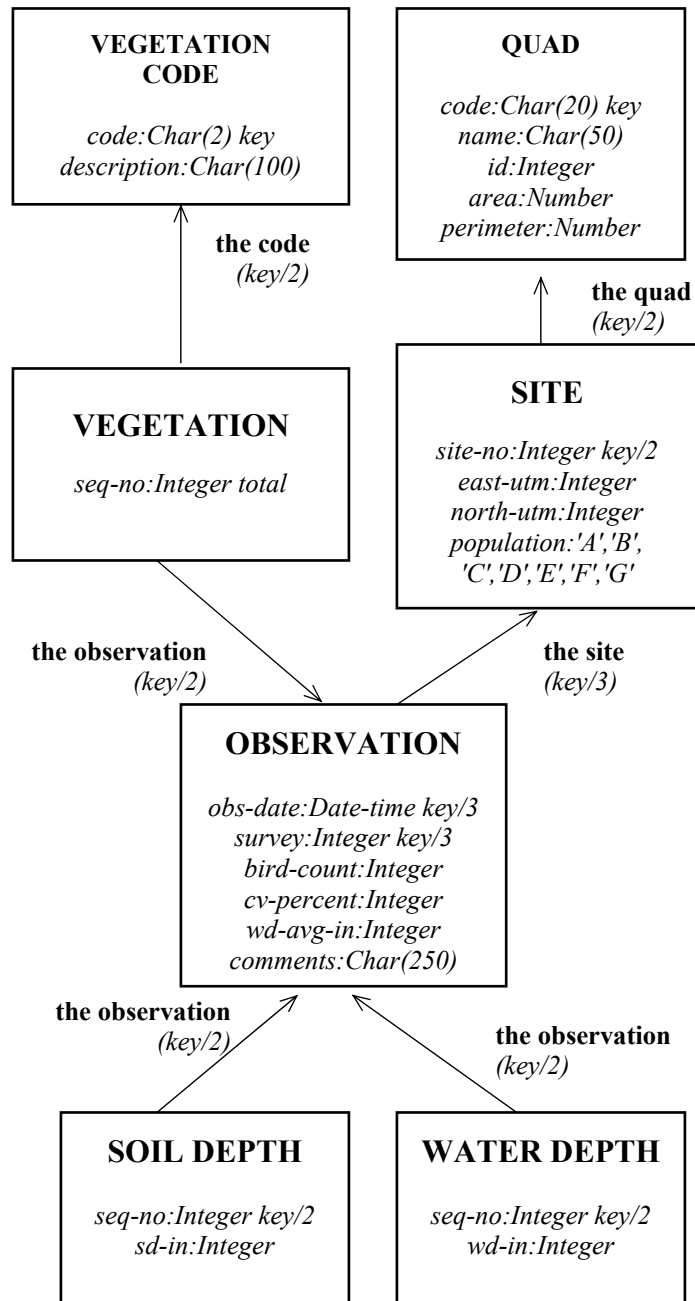 VEGETATION
CODE
code:Char(2) key
description:Char(100)
QUAD
code:Char(20) key
name:Char(50)
id:Integer
area:Number
perimeter:Number
the code
(key/2)
the quad
(key/2)
VEGETATION
seq-no:Integer total
SITE
site-no:Integer key/2
east-utm:Integer
north-utm:Integer
population:'A','B',
'C','D','E','F','G'
the observation
(key/2)
the site
(key/3)
OBSERVATION
obs-date:Date-time key/3
survey:Integer key/3
bird-count:Integer
cv-percent:Integer
wd-avg-in:Integer
comments:Char(250)
the observation
(key/2)
the observation
(key/2)
SOIL DEPTH
seq-no:Integer key/2
sd-in:Integer
WATER DEPTH
seq-no:Integer key/2
wd-in:Integer